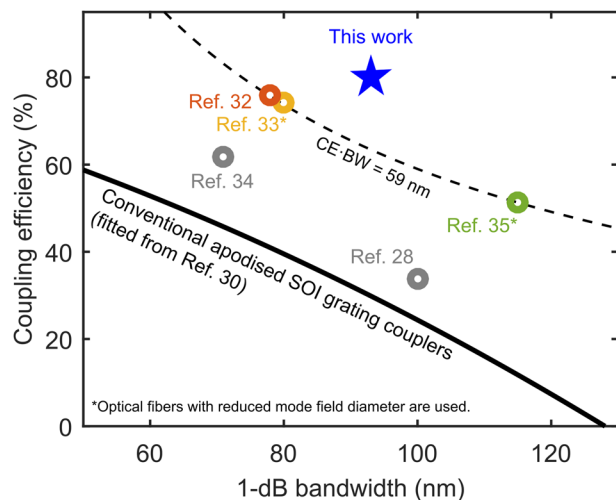 Coupling efficiency (%)
80
60
40
20
0
This work
Ref. 32
Ref. 33*
Ref. 34
CE·BW = 59 nm
Ref. 35*
Ref. 28
Conventional apodised SOI grating couplers
(fitted from Ref. 30)
*Optical fibers with reduced mode field diameter are used.
60
80
100
120
1-dB bandwidth (nm)